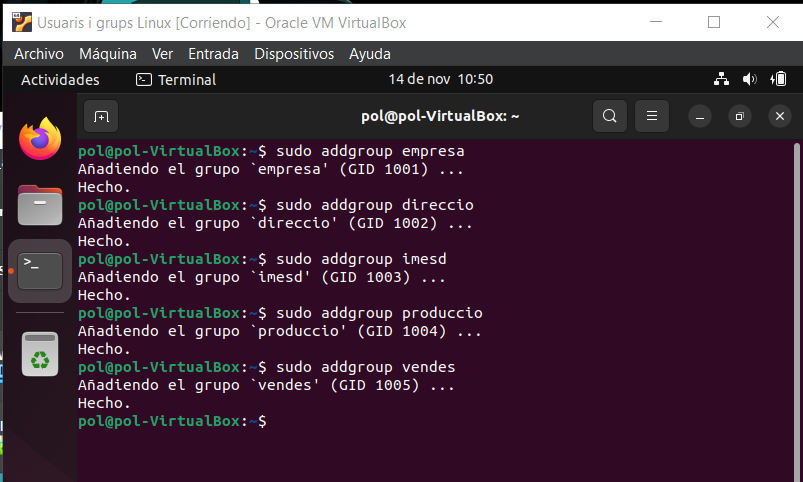 Usuaris i grups Linux [Corriendo] - Oracle VM VirtualBox
Archivo Máquina Ver Entrada Dispositivos Ayuda
Actividades Terminal 14 de nov 10:50
pol@pol-VirtualBox: ~
pol@pol-VirtualBox:~$ sudo addgroup empresa
Añadiendo el grupo `empresa' (GID 1001) ...
Hecho.
pol@pol-VirtualBox:~$ sudo addgroup direccio
Añadiendo el grupo `direccio' (GID 1002) ...
Hecho.
pol@pol-VirtualBox:~$ sudo addgroup imesd
Añadiendo el grupo `imesd' (GID 1003) ...
Hecho.
pol@pol-VirtualBox:~$ sudo addgroup produccio
Añadiendo el grupo `produccio' (GID 1004) ...
Hecho.
pol@pol-VirtualBox:~$ sudo addgroup vendes
Añadiendo el grupo `vendes' (GID 1005) ...
Hecho.
pol@pol-VirtualBox:~$